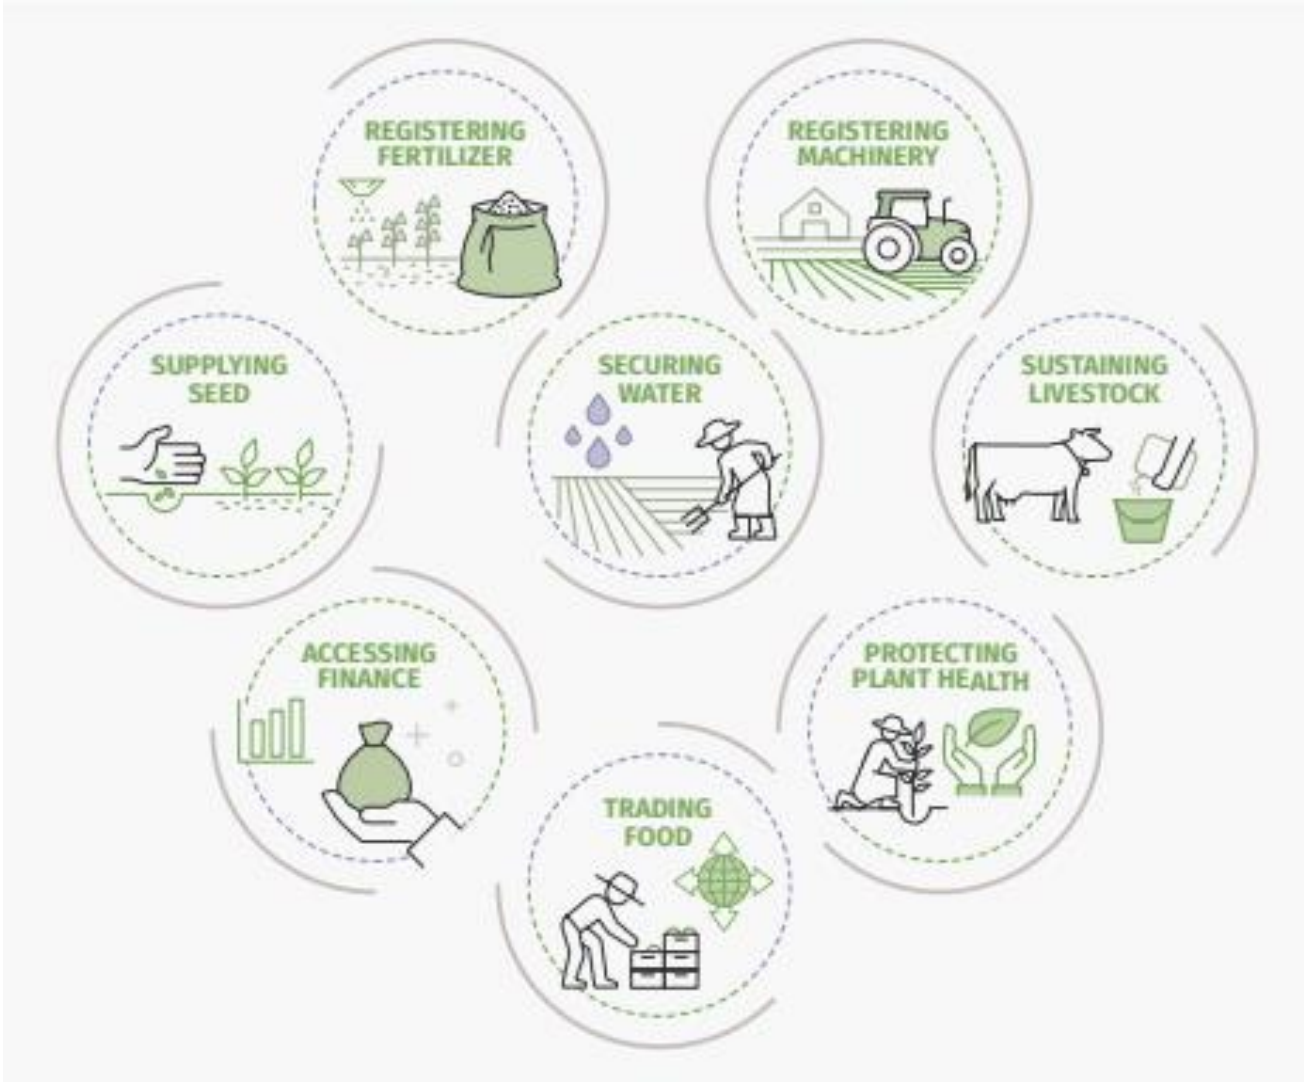 REGISTERING
FERTILIZER
REGISTERING
MACHINERY
SUPPLYING
SEED
SECURING
WATER
SUSTAINING
LIVESTOCK
ACCESSING
FINANCE
PROTECTING
PLANT HEALTH
TRADING
FOOD